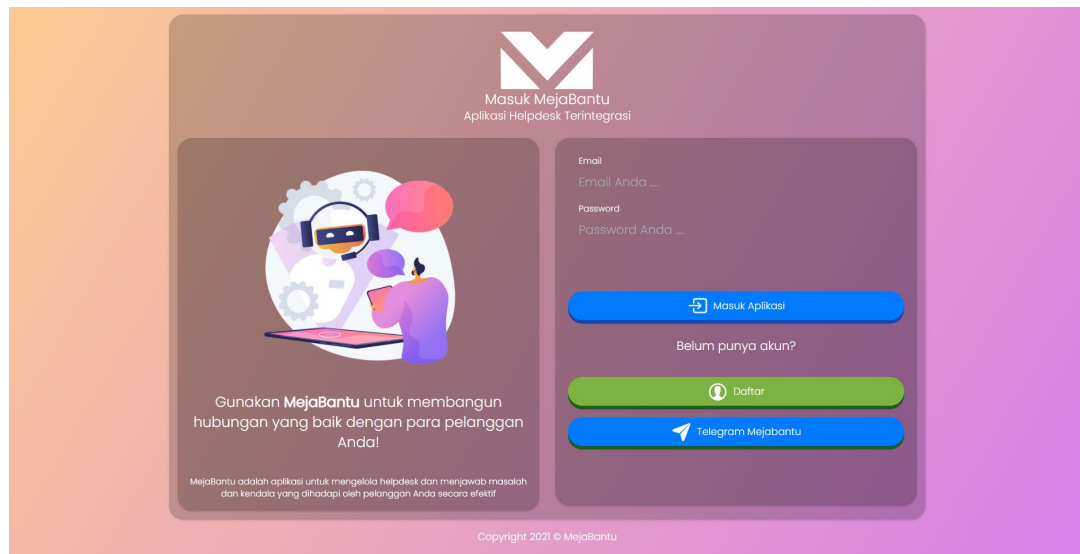 Masuk MejaBantu
Aplikasi Helpdesk Terintegrasi
Gunakan MejaBantu untuk membangun
hubungan yang baik dengan para pelanggan
Anda!
MejaBantu adalah aplikasi untuk mengelola helpdesk dan menjawab masalah
dan kendala yang dihadapi oleh pelanggan Anda secara efektif
Email
Email Anda ....
Password
Password Anda ....
Masuk Aplikasi
Belum punya akun?
Daftar
Telegram Mejabantu
Copyright 2021 © MejaBantu